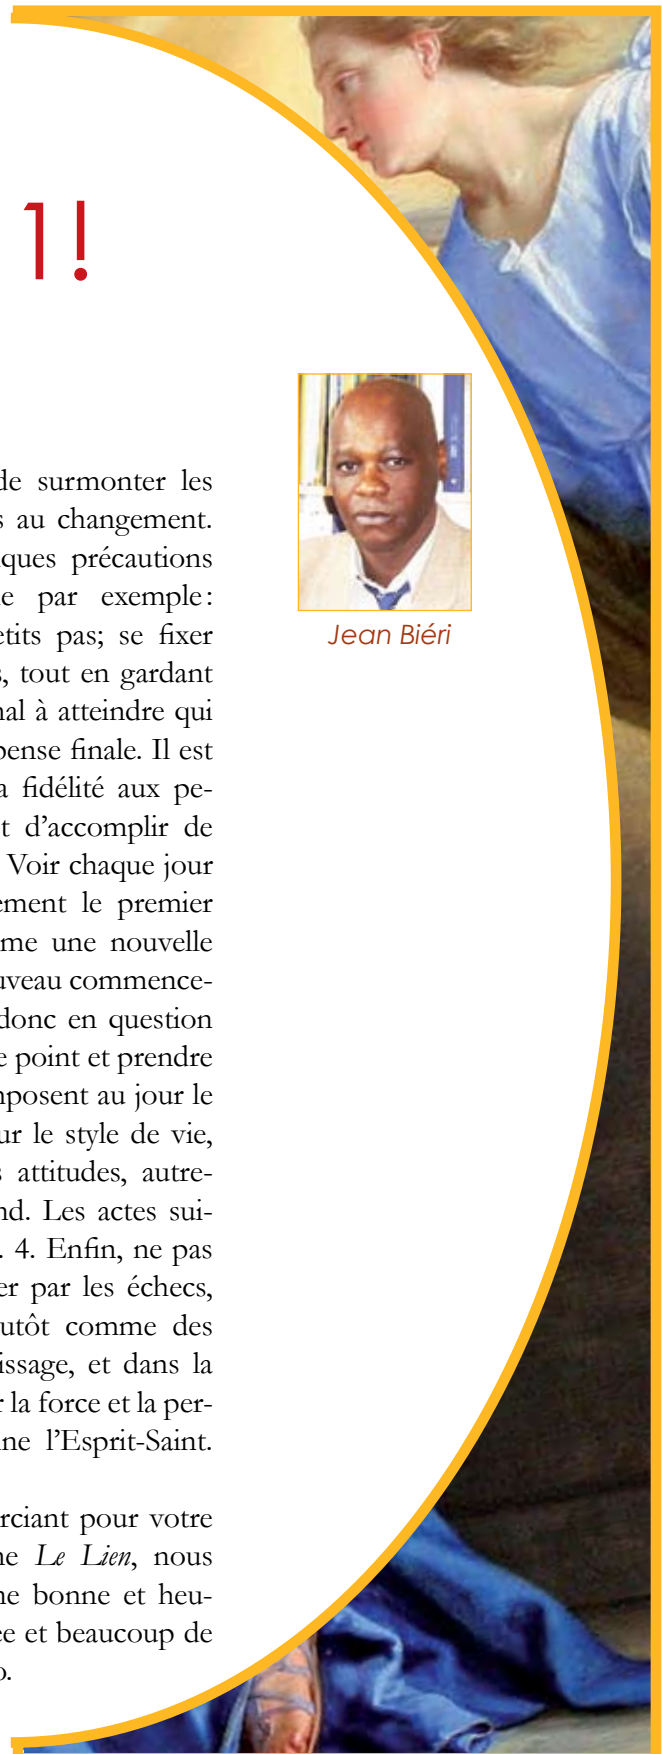 1!
de surmonter les
s au changement.
ques précautions
e par exemple:
etits pas; se fixer
s, tout en gardant
nal à atteindre qui
pense finale. Il est
a fidélité aux pe-
t d'accomplir de
Voir chaque jour
ement le premier
me une nouvelle
uveau commence-
donc en question
e point et prendre
mposent au jour le
ur le style de vie,
s attitudes, autre-
nd. Les actes sui-
. 4. Enfin, ne pas
er par les échecs,
utôt comme des
issage, et dans la
r la force et la per-
ne l'Esprit-Saint.
rciant pour votre
ne Le Lien, nous
ne bonne et heu-
ee et beaucoup de
o.
Jean Biéri